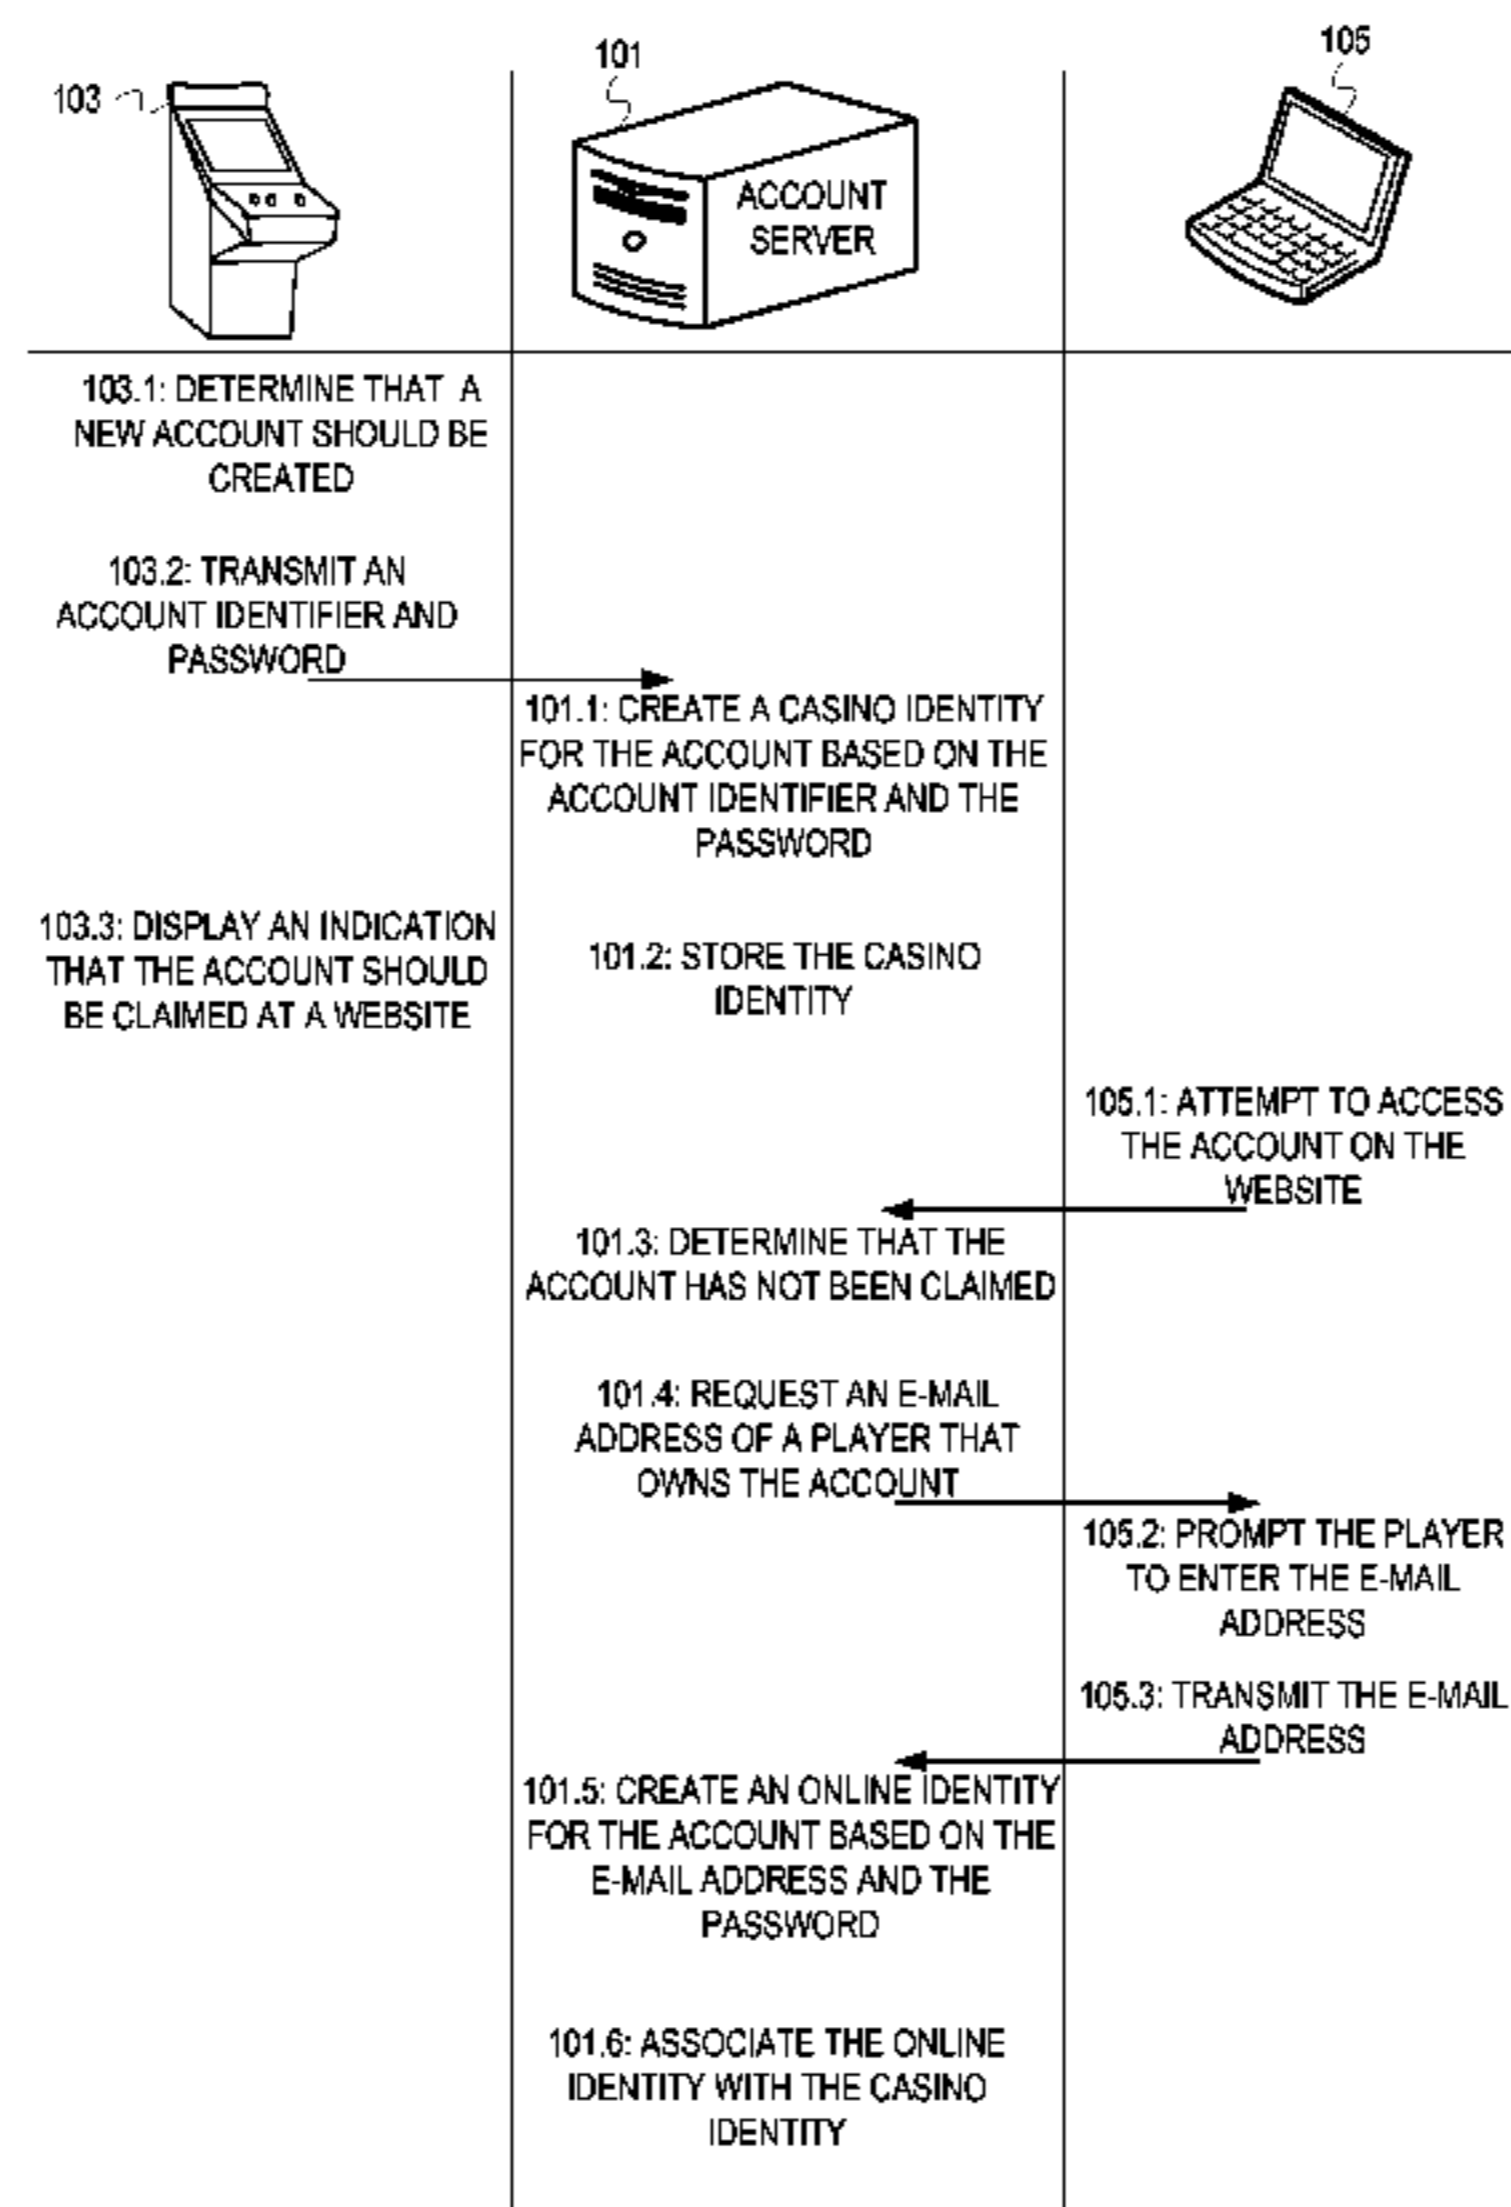 103
101
105
ACCOUNT
SERVER
103.1: DETERMINE THAT A
NEW ACCOUNT SHOULD BE
CREATED
103.2: TRANSMIT AN
ACCOUNT IDENTIFIER AND
PASSWORD
101.1: CREATE A CASINO IDENTITY
FOR THE ACCOUNT BASED ON THE
ACCOUNT IDENTIFIER AND THE
PASSWORD
103.3: DISPLAY AN INDICATION
THAT THE ACCOUNT SHOULD
BE CLAIMED AT A WEBSITE
101.2: STORE THE CASINO
IDENTITY
105.1: ATTEMPT TO ACCESS
THE ACCOUNT ON THE
WEBSITE
101.3: DETERMINE THAT THE
ACCOUNT HAS NOT BEEN CLAIMED
101.4: REQUEST AN E-MAIL
ADDRESS OF A PLAYER THAT
OWNS THE ACCOUNT
105.2: PROMPT THE PLAYER
TO ENTER THE E-MAIL
ADDRESS
105.3: TRANSMIT THE E-MAIL
ADDRESS
101.5: CREATE AN ONLINE IDENTITY
FOR THE ACCOUNT BASED ON THE
E-MAIL ADDRESS AND THE
PASSWORD
101.6: ASSOCIATE THE ONLINE
IDENTITY WITH THE CASINO
IDENTITY